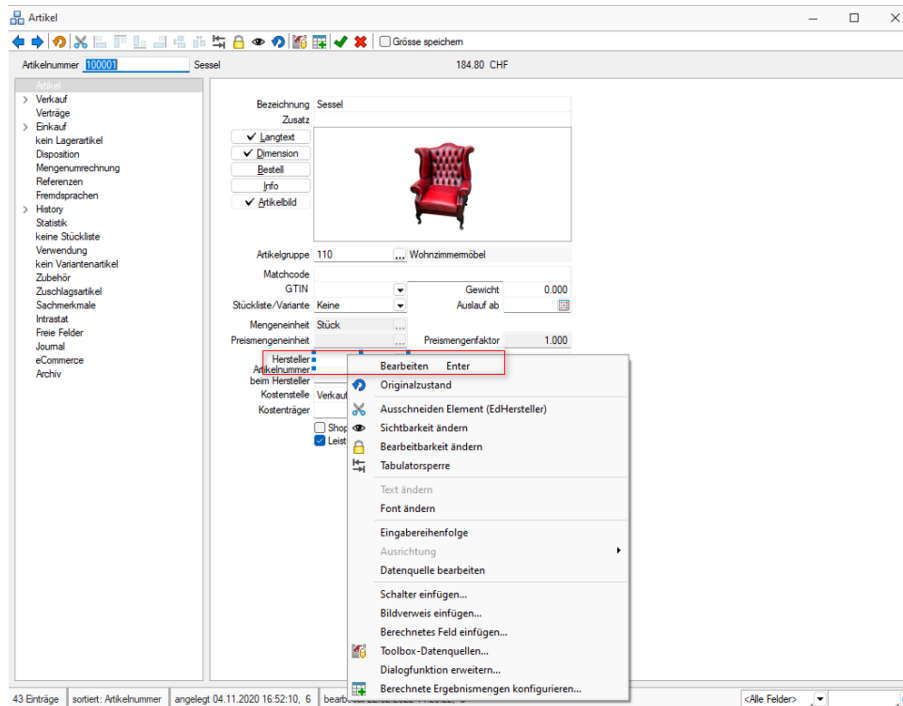 Artikel
Grösse speichern
Artikelnummer 100001 Sessel 184.80 CHF
Artikel
Verkauf
Verträge
Einkauf
kein Lagerartikel
Disposition
Mengenumrechnung
Referenzen
Fremdsprachen
History
Statistik
keine Stückliste
Verwendung
kein Variantenartikel
Zubehör
Zuschlagsartikel
Sachmerkmale
Intrastat
Freie Felder
Journal
eCommerce
Archiv
Bezeichnung Sessel
Zusatz
Langtext
Dimension
Bestell
Info
Artikelbild
Artikelgruppe 110 ... Wohnzimmermöbel
Matchcode
GTIN Gewicht 0.000
Stückliste/Variante Keine Auslauf ab
Mengeneinheit Stück ...
Preismengeneinheit ... Preismengenfaktor 1.000
Hersteller
Artikelnummer
beim Hersteller
Kostenstelle Verkauf
Kostenträger
Shop
Leist
Bearbeiten Enter
Originalzustand
Ausschneiden Element (EdHersteller)
Sichtbarkeit ändern
Bearbeitbarkeit ändern
Tabulatorsperre
Text ändern
Font ändern
Eingabereihenfolge
Ausrichtung
Datenquelle bearbeiten
Schalter einfügen...
Bildverweis einfügen...
Berechnetes Feld einfügen...
Toolbox-Datenquellen...
Dialogfunktion erweitern...
Berechnete Ergebnismengen konfigurieren...
43 Einträge sortiert: Artikelnummer angelegt 04.11.2020 16:52:10, 6 <Alle Felder>